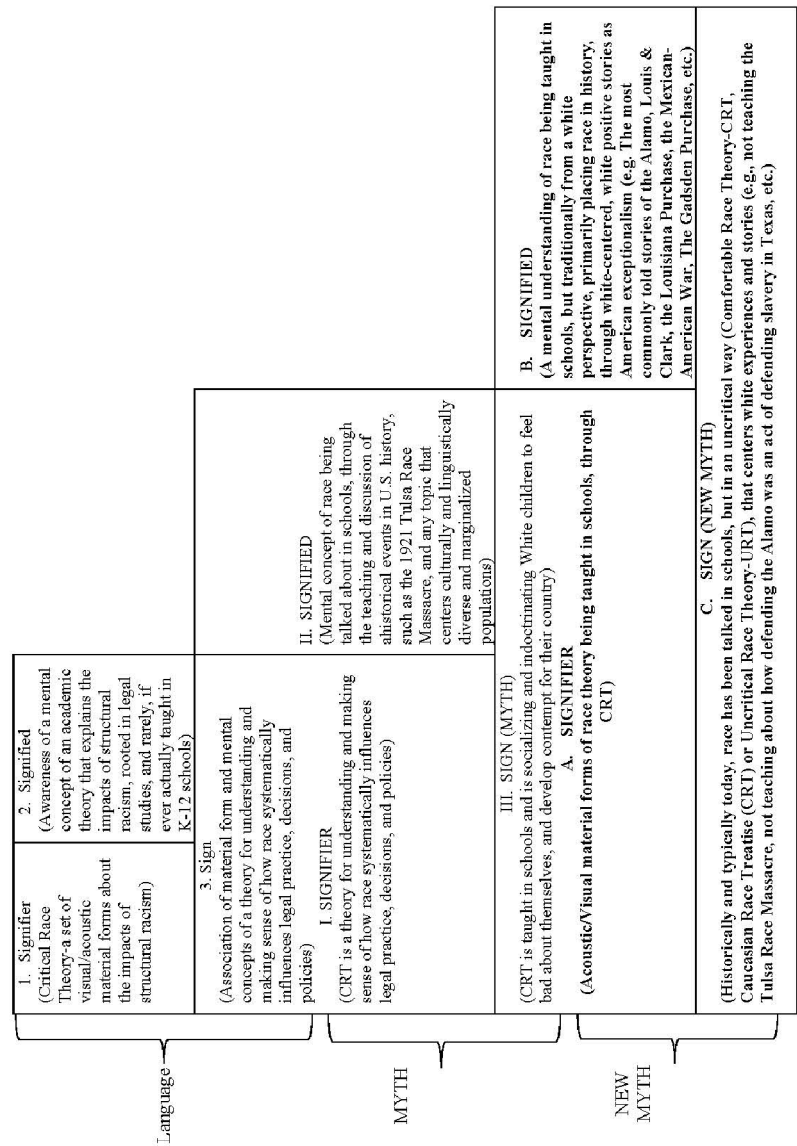 Language
1. Signifier
(Critical Race
Theory-a set of
visual/acoustic
material forms about
the impacts of
structural racism)
2. Signified
(Awareness of a mental
concept of an academic
theory that explains the
impacts of structural
racism, rooted in legal
studies, and rarely, if
ever actually taught in
K-12 schools)
3. Sign
(Association of material form and mental
concepts of a theory for understanding and
making sense of how race systematically
influences legal practice, decisions, and
policies)
MYTH
I. SIGNIFIER
(CRT is a theory for understanding and making
sense of how race systematically influences
legal practice, decisions, and policies)
II. SIGNIFIED
(Mental concept of race being
talked about in schools, through
the teaching and discussion of
ahistorical events in U.S. history,
such as the 1921 Tulsa Race
Massacre, and any topic that
centers culturally and linguistically
diverse and marginalized
populations)
III. SIGN (MYTH)
(CRT is taught in schools and is socializing and indoctrinating White children to feel
bad about themselves, and develop contempt for their country)
NEW
MYTH
A. SIGNIFIER
(Acoustic/Visual material forms of race theory being taught in schools, through
CRT)
B. SIGNIFIED
(A mental understanding of race being taught in
schools, but traditionally from a white
perspective, primarily placing race in history,
through white-centered, white positive stories as
American exceptionalism (e.g. The most
commonly told stories of the Alamo, Louis &
Clark, the Louisiana Purchase, the Mexican-
American War, The Gadsden Purchase, etc.)
C. SIGN (NEW MYTH)
(Historically and typically today, race has been talked in schools, but in an uncritical way (Comfortable Race Theory-CRT,
Caucasian Race Treatise (CRT) or Uncritical Race Theory-URT), that centers white experiences and stories (e.g., not teaching the
Tulsa Race Massacre, not teaching about how defending the Alamo was an act of defending slavery in Texas, etc.)